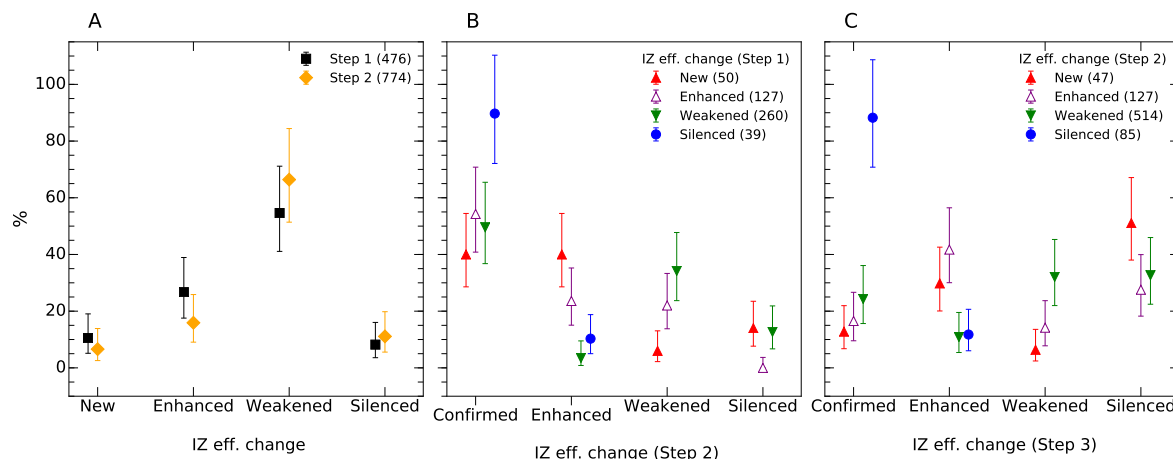 A
B
C
%
100
80
60
40
20
0
Step 1 (476)
Step 2 (774)
New
Enhanced
Weakened
Silenced
IZ eff. change
IZ eff. change (Step 1)
New (50)
Enhanced (127)
Weakened (260)
Silenced (39)
Confirmed
Enhanced
Weakened
Silenced
IZ eff. change (Step 2)
IZ eff. change (Step 2)
New (47)
Enhanced (127)
Weakened (514)
Silenced (85)
Confirmed
Enhanced
Weakened
Silenced
IZ eff. change (Step 3)